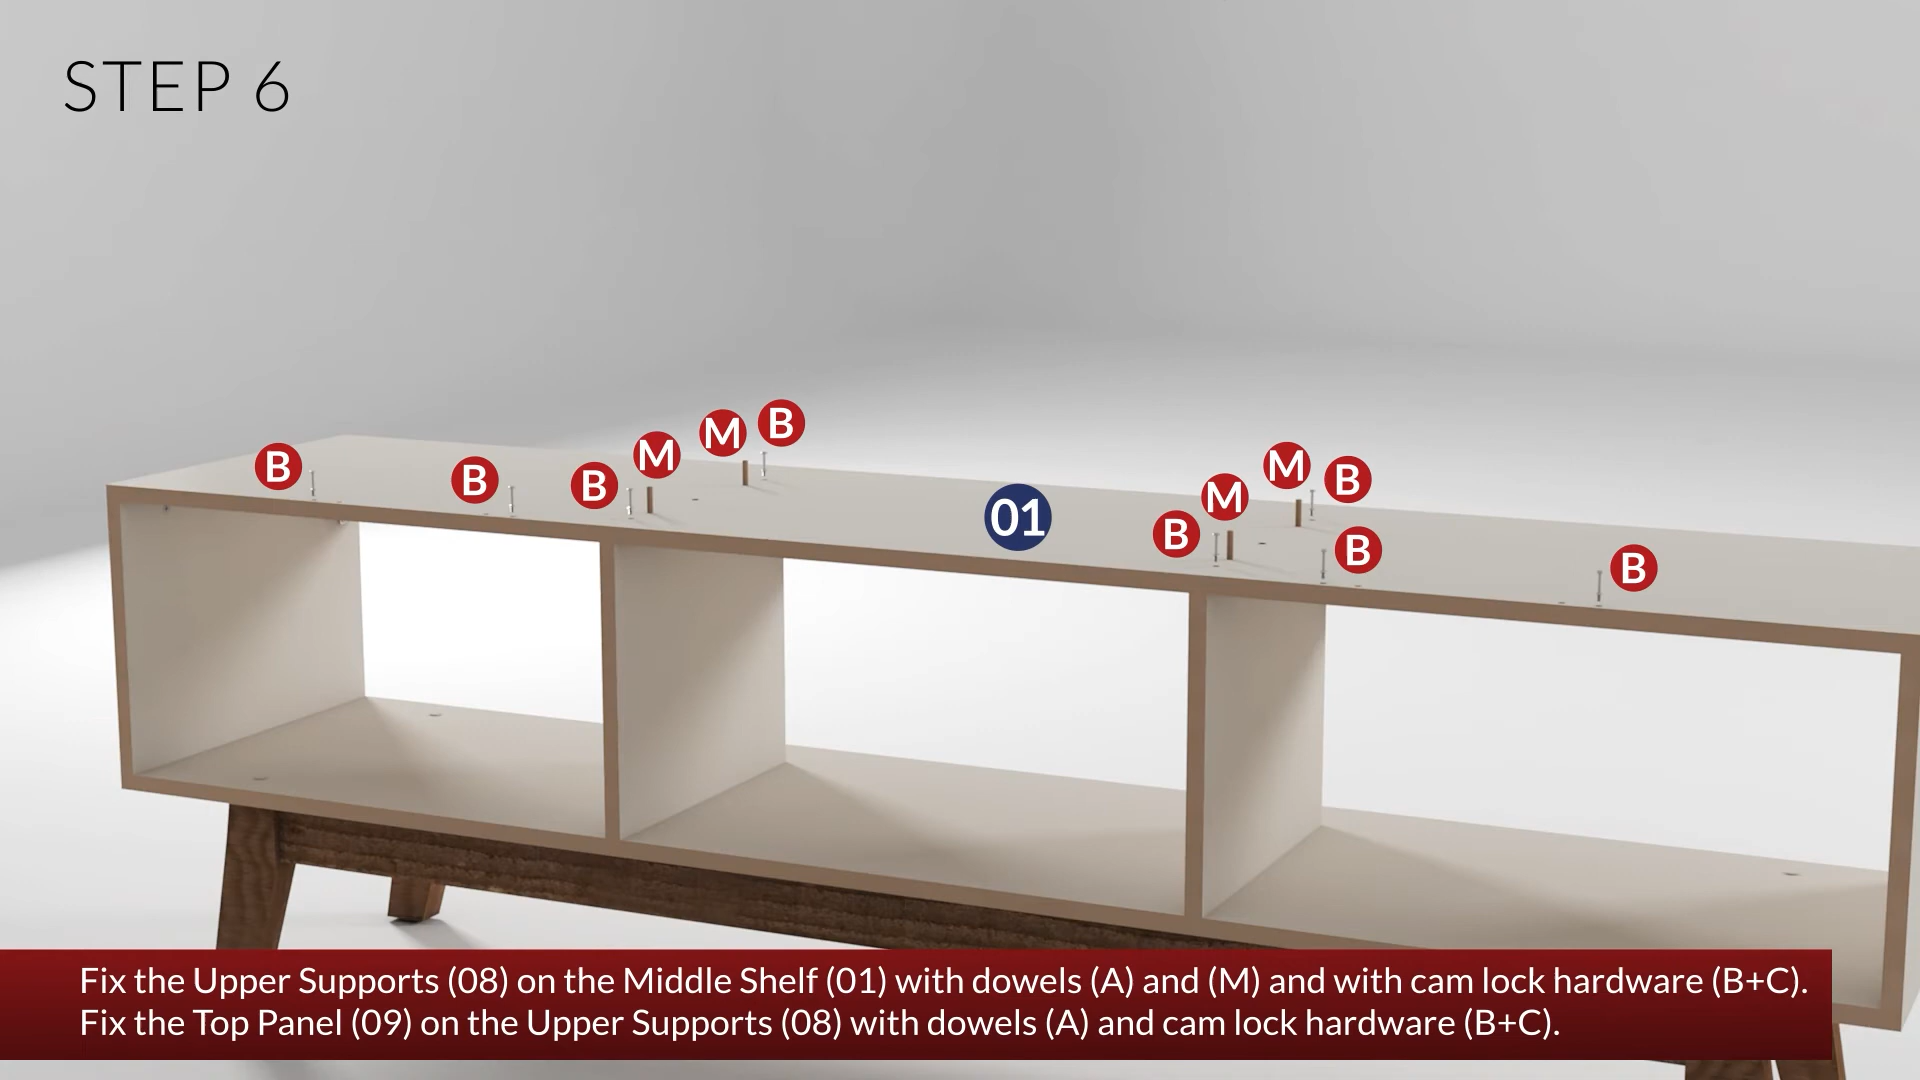 STEP 6
M B
B B B M
M B
B M
B B
01
B
Fix the Upper Supports (08) on the Middle Shelf (01) with dowels (A) and (M) and with cam lock hardware (B+C).
Fix the Top Panel (09) on the Upper Supports (08) with dowels (A) and cam lock hardware (B+C).